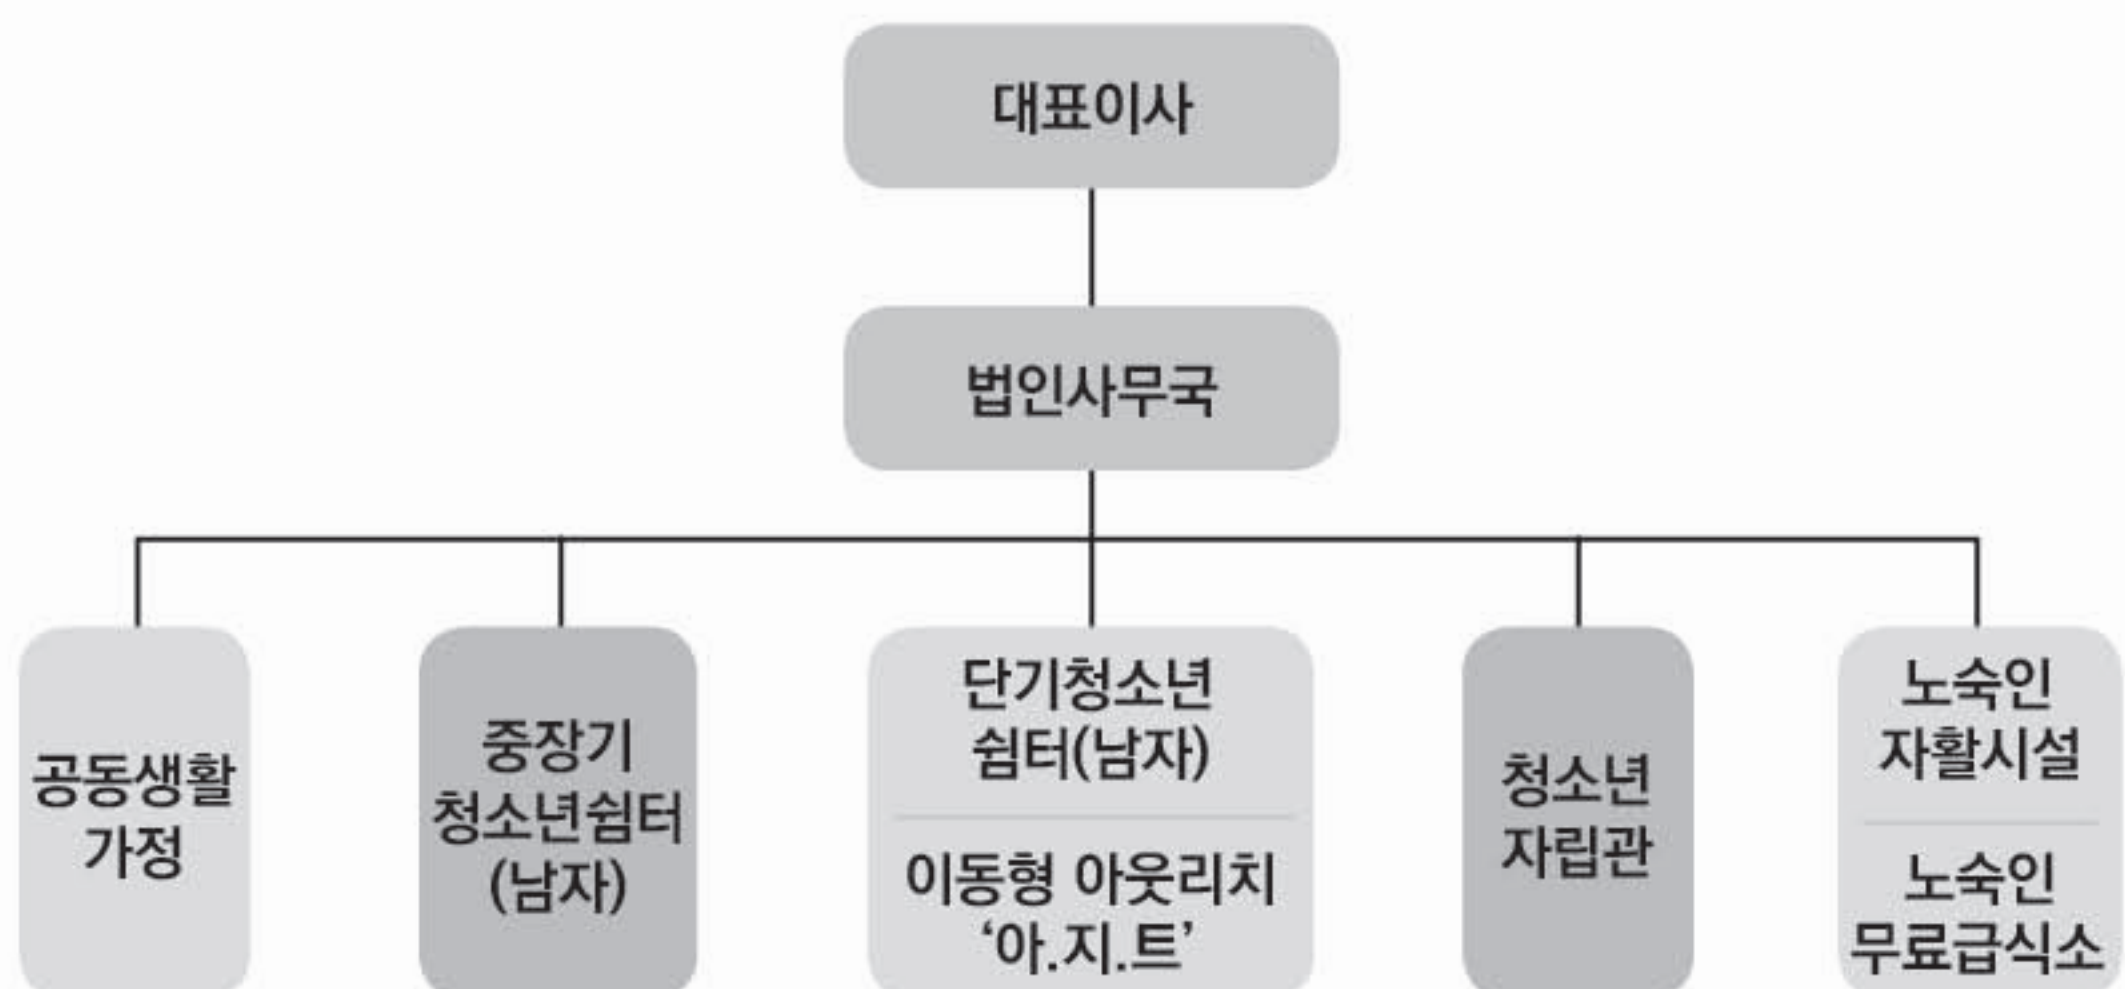 대표이사
법인사무국
공동생활
가정
중장기
청소년쉼터
(남자)
단기청소년
쉼터(남자)
이동형 아웃리치
‘아.지.트’
청소년
자립관
노숙인
자활시설
노숙인
무료급식소